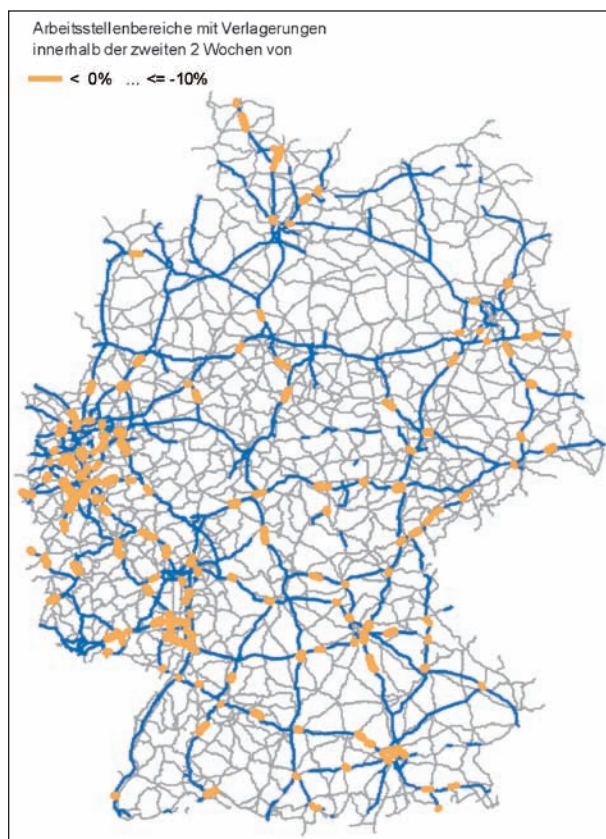 Arbeitsstellenbereiche mit Verlagerungen
innerhalb der zweiten 2 Wochen von
< 0% ... <= -10%